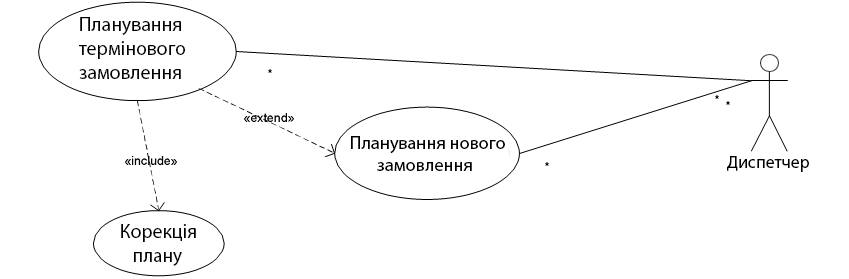 Планування
термінового
замовлення
*
«extend»
*
*
Планування нового
замовлення
*
Диспетчер
«include»
Корекція
плану